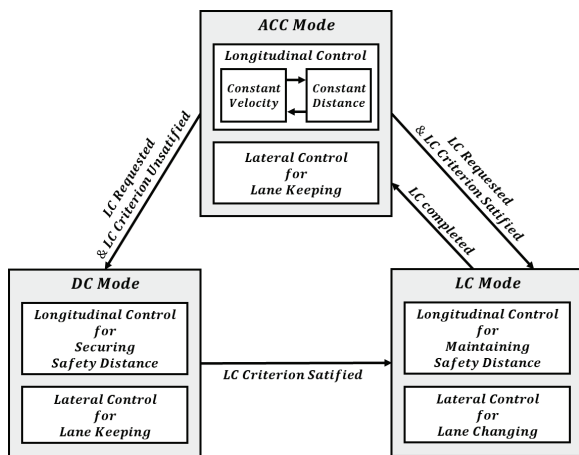 ACC Mode
Longitudinal Control
Constant
Velocity
Constant
Distance
Lateral Control
for
Lane Keeping
LC Requested
& LC Criterion Unsatified
LC Requested
& LC Criterion Satified
LC completed
DC Mode
Longitudinal Control
for
Securing
Safety Distance
Lateral Control
for
Lane Keeping
LC Criterion Satified
LC Mode
Longitudinal Control
for
Maintaining
Safety Distance
Lateral Control
for
Lane Changing